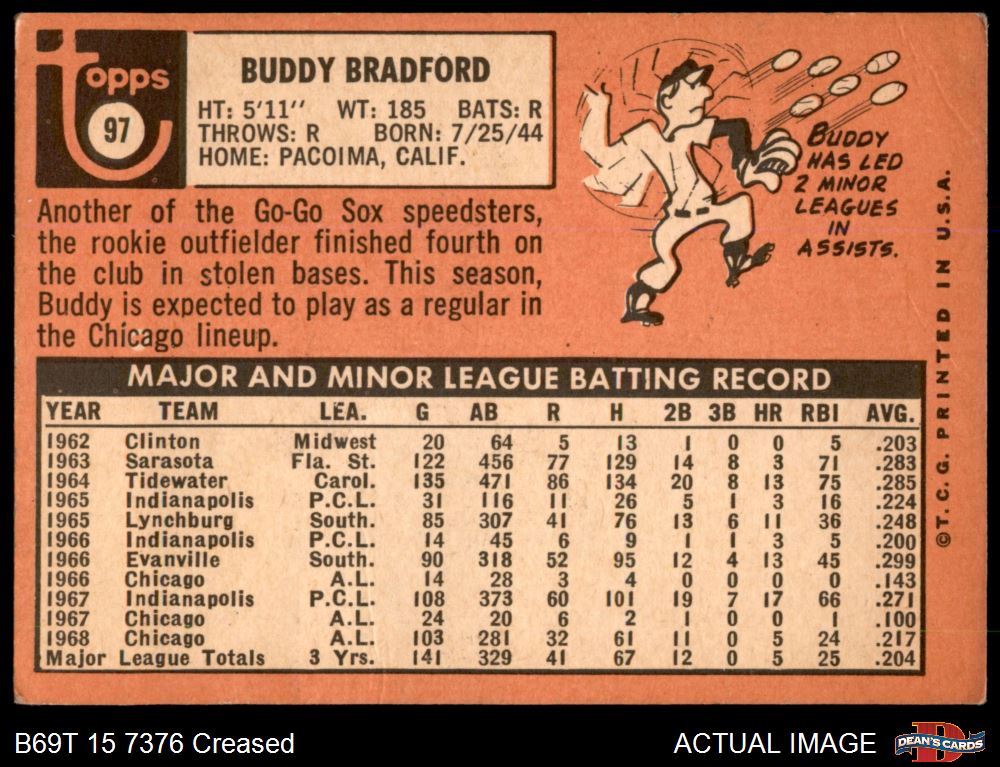 topps
97
BUDDY BRADFORD
HT: 5'11" WT: 185 BATS: R
THROWS: R BORN: 7/25/44
HOME: PACOIMA, CALIF.
Another of the Go-Go Sox speedsters,
the rookie outfielder finished fourth on
the club in stolen bases. This season,
Buddy is expected to play as a regular in
the Chicago lineup.
BUDDY
HAS LED
2 MINOR
LEAGUES
IN
ASSISTS.
©T. C. G. PRINTED IN U.S.A.
MAJOR AND MINOR LEAGUE BATTING RECORD
YEAR TEAM LEA. G AB R H 2B 3B HR RBI AVG.
1962 Clinton Midwest 20 64 5 13 1 0 0 5 .203
1963 Sarasota Fla. St. 122 456 77 129 14 8 3 71 .283
1964 Tidewater Carol. 135 471 86 134 20 8 13 75 .285
1965 Indianapolis P.C.L. 31 116 11 26 5 1 3 16 .224
1965 Lynchburg South. 85 307 41 76 13 6 11 36 .248
1966 Indianapolis P.C.L. 14 45 6 9 1 1 3 5 .200
1966 Evanville South. 90 318 52 95 12 4 13 45 .299
1966 Chicago A.L. 14 28 3 4 0 0 0 0 .143
1967 Indianapolis P.C.L. 108 373 60 101 19 7 17 66 .271
1967 Chicago A.L. 24 20 6 2 1 0 0 1 .100
1968 Chicago A.L. 103 281 32 61 11 0 5 24 .217
Major League Totals 3 Yrs. 141 329 41 67 12 0 5 25 .204
B69T 15 7376 Creased
ACTUAL IMAGE
D
DEAN'S CARDS